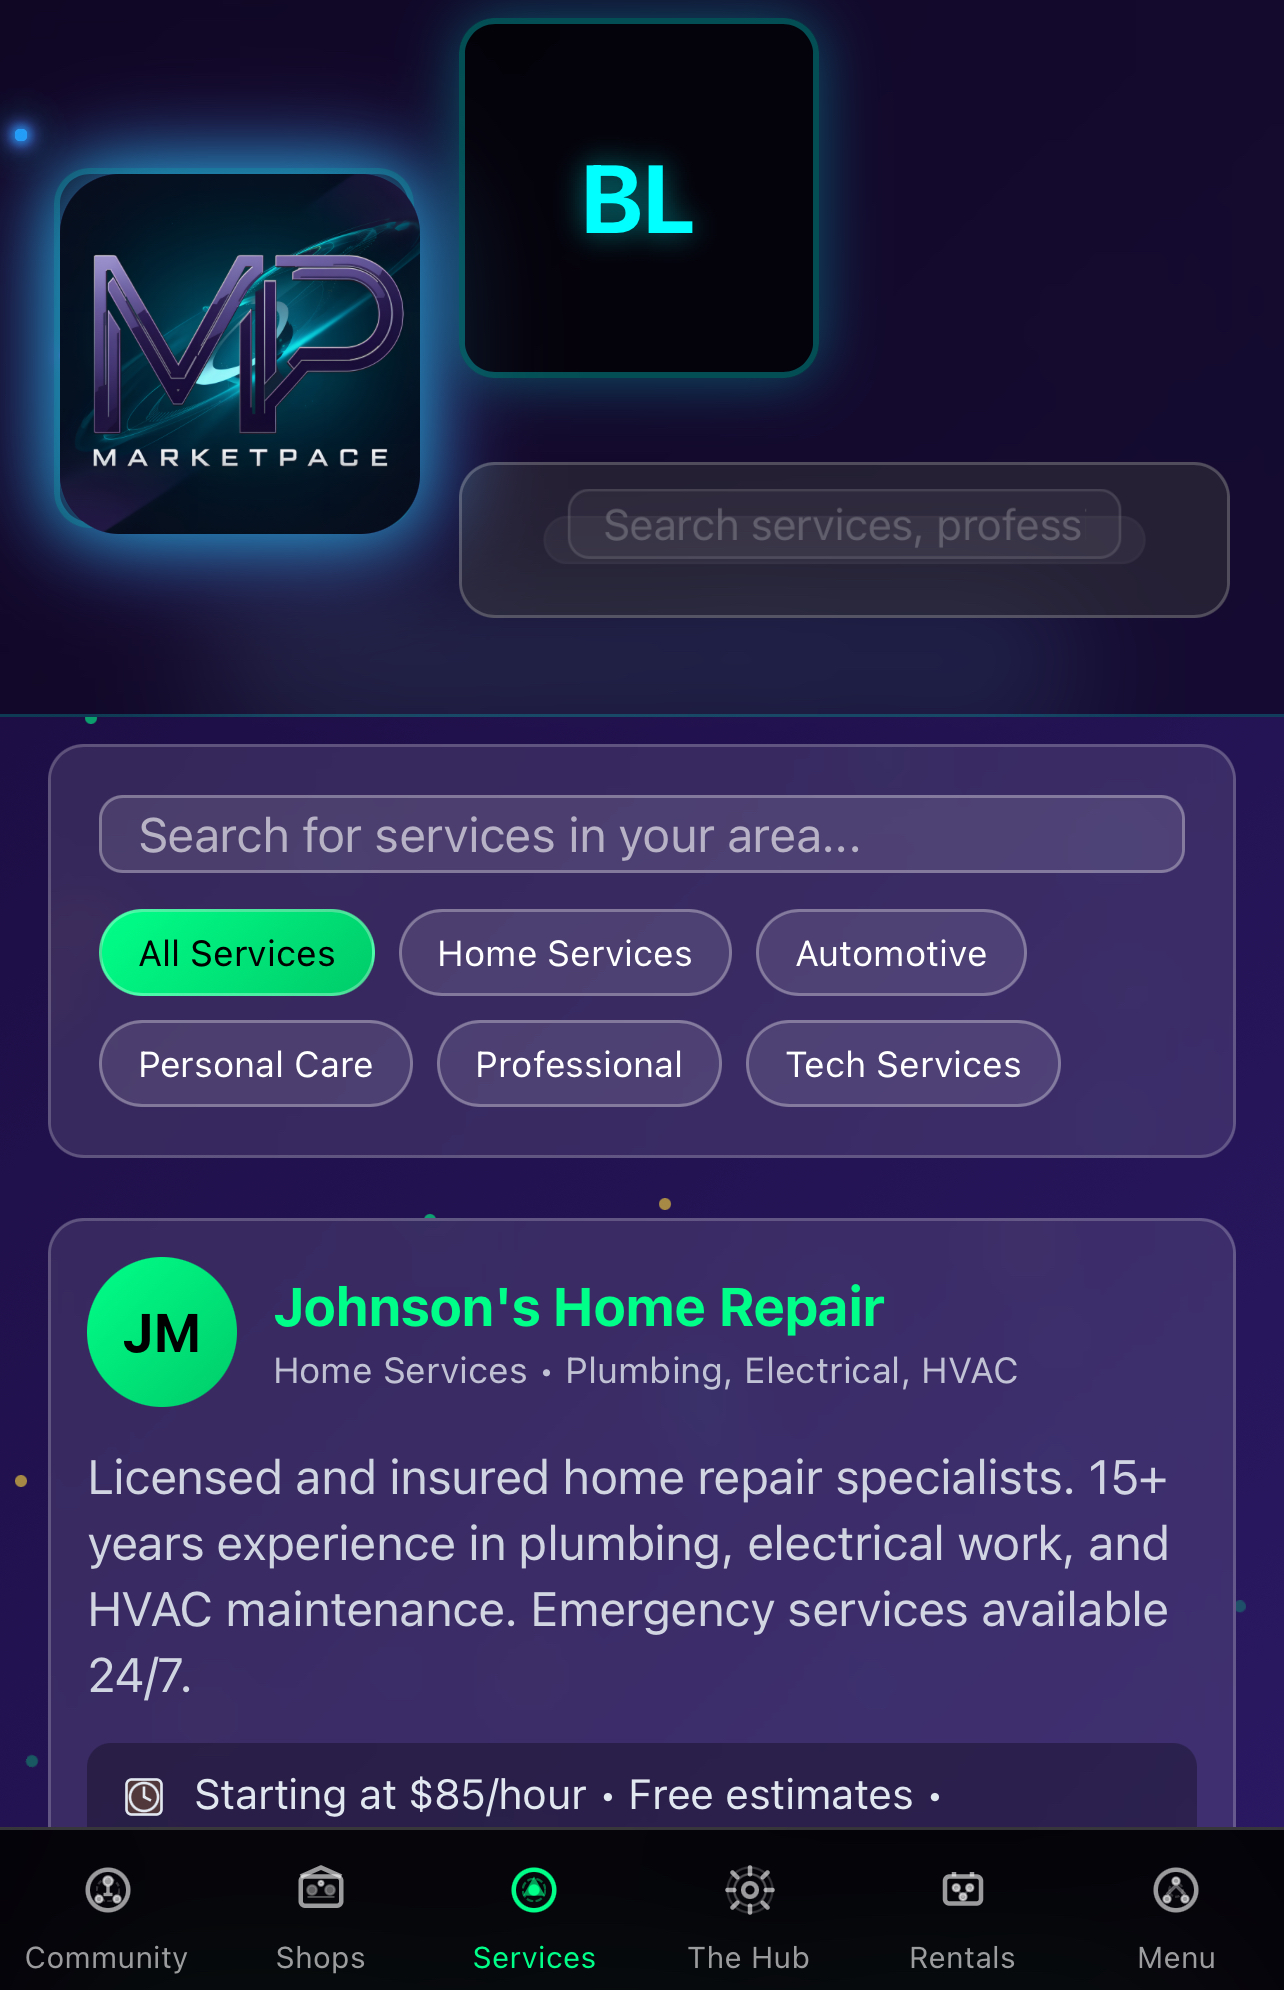 BL
MP
MARKETPACE
Search services, profess
Search for services in your area...
All Services
Home Services
Automotive
Personal Care
Professional
Tech Services
JM
Johnson's Home Repair
Home Services • Plumbing, Electrical, HVAC
Licensed and insured home repair specialists. 15+
years experience in plumbing, electrical work, and
HVAC maintenance. Emergency services available
24/7.
Starting at $85/hour • Free estimates •
Community
Shops
Services
The Hub
Rentals
Menu